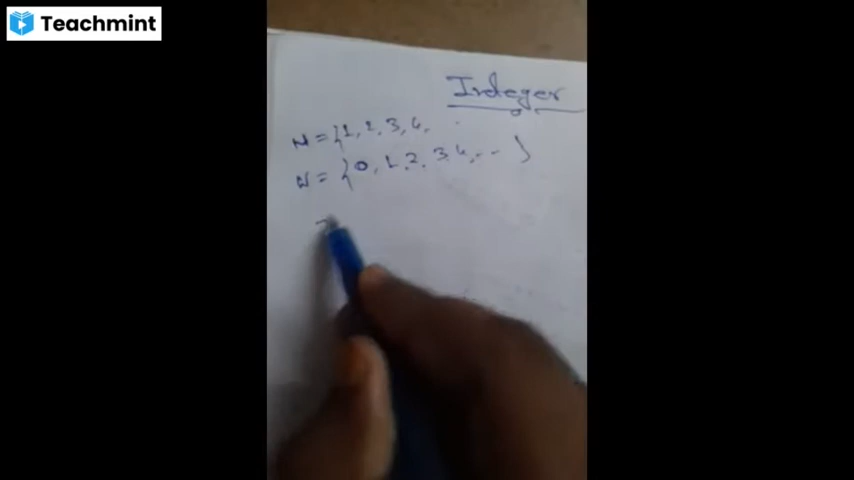 Teachmint
Integer
N = {1, 2, 3, 4, .
W = {0, 1, 2, 3, 4, .. - }